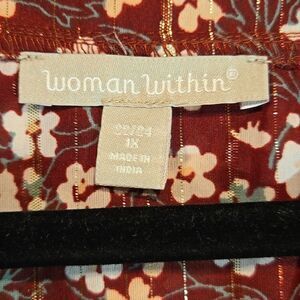 woman within®
22/24
1X
MADE IN
INDIA